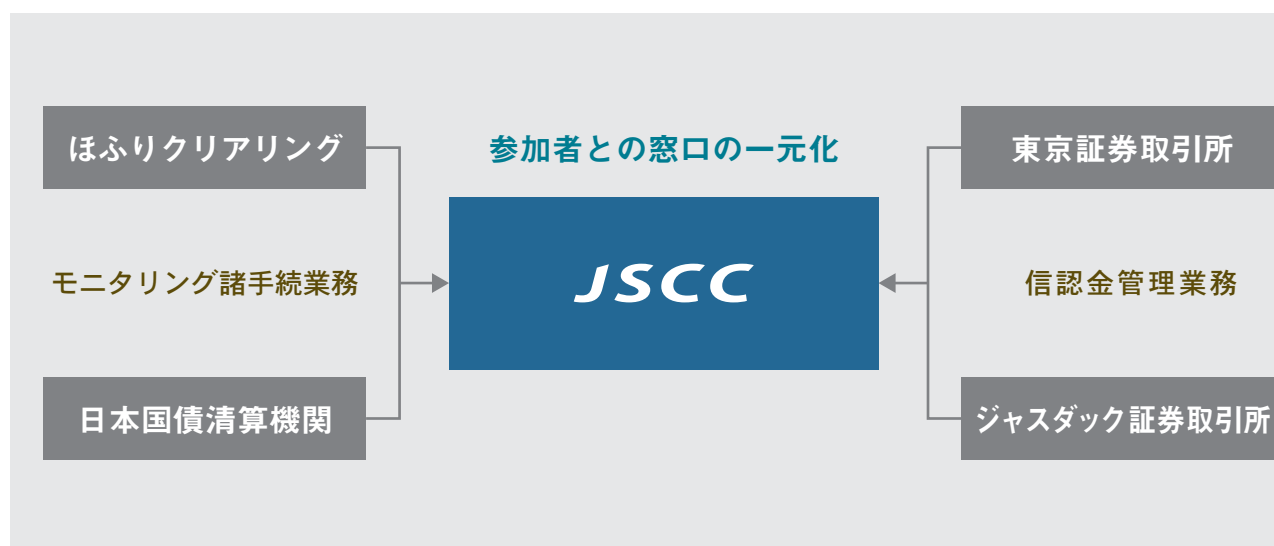 ほふりクリアリング
モニタリング諸手続業務
日本国債清算機関
参加者との窓口の一元化
JSCC
東京証券取引所
信認金管理業務
ジャスダック証券取引所